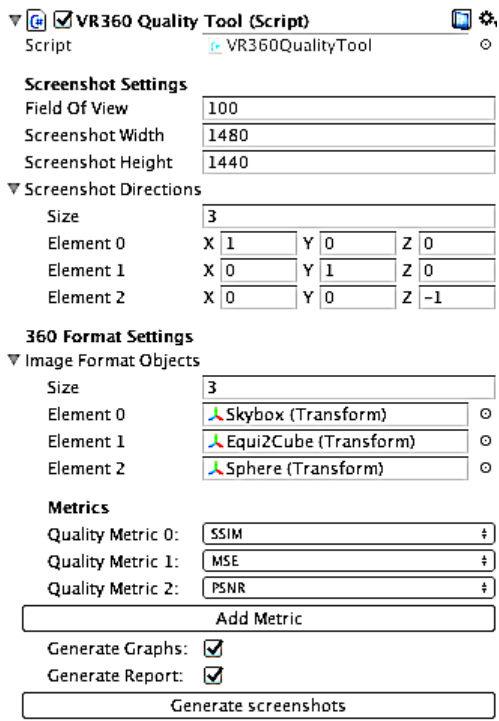 VR360 Quality Tool (Script)
Script VR360QualityTool
Screenshot Settings
Field Of View 100
Screenshot Width 1480
Screenshot Height 1440
Screenshot Directions
Size 3
Element 0 X 1 Y 0 Z 0
Element 1 X 0 Y 1 Z 0
Element 2 X 0 Y 0 Z -1
360 Format Settings
Image Format Objects
Size 3
Element 0 Skybox (Transform)
Element 1 Equi2Cube (Transform)
Element 2 Sphere (Transform)
Metrics
Quality Metric 0: SSIM
Quality Metric 1: MSE
Quality Metric 2: PSNR
Add Metric
Generate Graphs:
Generate Report:
Generate screenshots